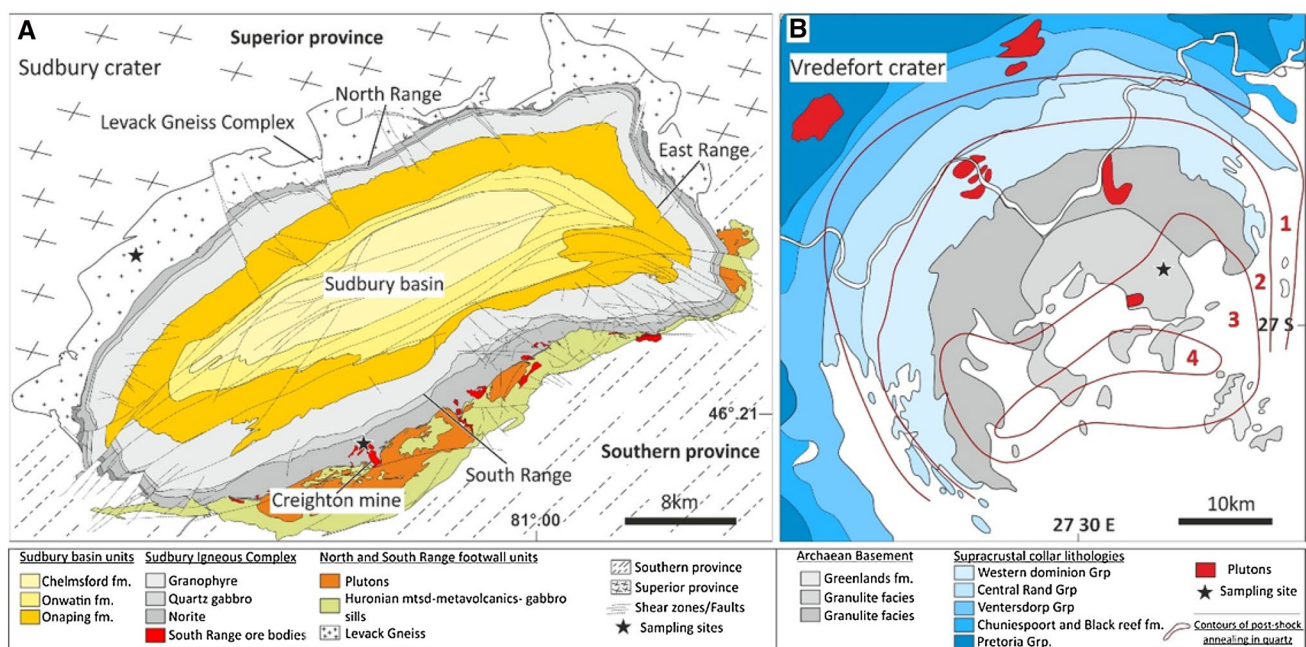 A
Superior province
Sudbury crater
North Range
Levack Gneiss Complex
East Range
Sudbury basin
46°.21
Southern province
South Range
Creighton mine
8km
81°:00
B
Vredefort crater
1
2
3
27 S
4
10km
27 30 E
Sudbury basin units
Chelmsford fm.
Onwatin fm.
Onaping fm.
Sudbury Igneous Complex
Granophyre
Quartz gabbro
Norite
South Range ore bodies
North and South Range footwall units
Plutons
Huronian mtsd-metavolcanics- gabbro
sills
Levack Gneiss
Southern province
Superior province
Shear zones/Faults
Sampling sites
Archaean Basement
Greenlands fm.
Granulite facies
Granulite facies
Supracrustal collar lithologies
Western dominion Grp
Central Rand Grp
Ventersdorp Grp
Chuniespoort and Black reef fm.
Pretoria Grp.
Plutons
Sampling site
Contours of post-shock
annealing in quartz